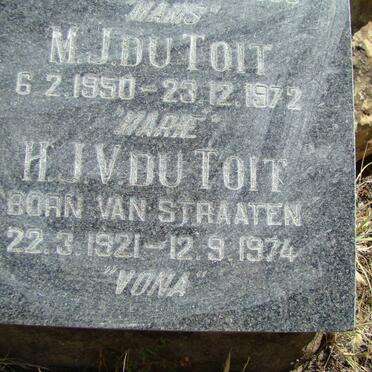 "HANS"
M.J. DU TOIT
6.2.1950 - 23.12.1972
"MARIE"
H.J.V DU TOIT
BORN VAN STRAATEN
22.3.1921 - 12.9.1974
"VONA"